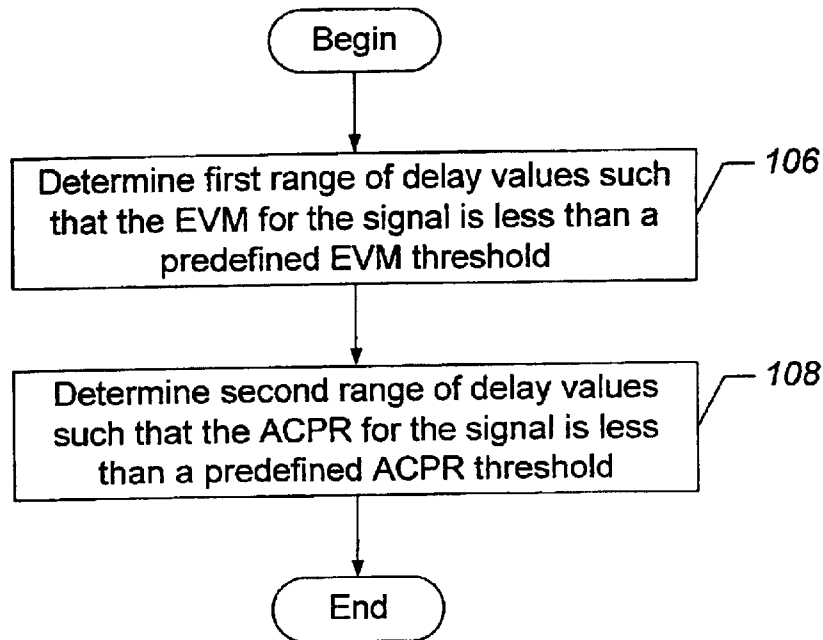 Begin
Determine first range of delay values such
that the EVM for the signal is less than a
predefined EVM threshold
106
Determine second range of delay values
such that the ACPR for the signal is less
than a predefined ACPR threshold
108
End